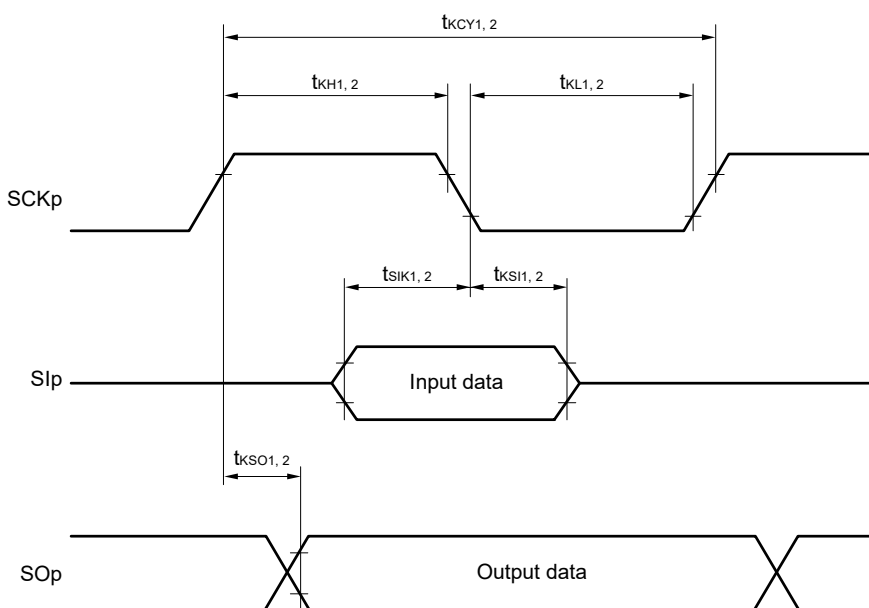 tKCY1, 2
tKH1, 2
tKL1, 2
SCKp
tSIK1, 2
tKSI1, 2
SIp
Input data
tKSO1, 2
SOp
Output data